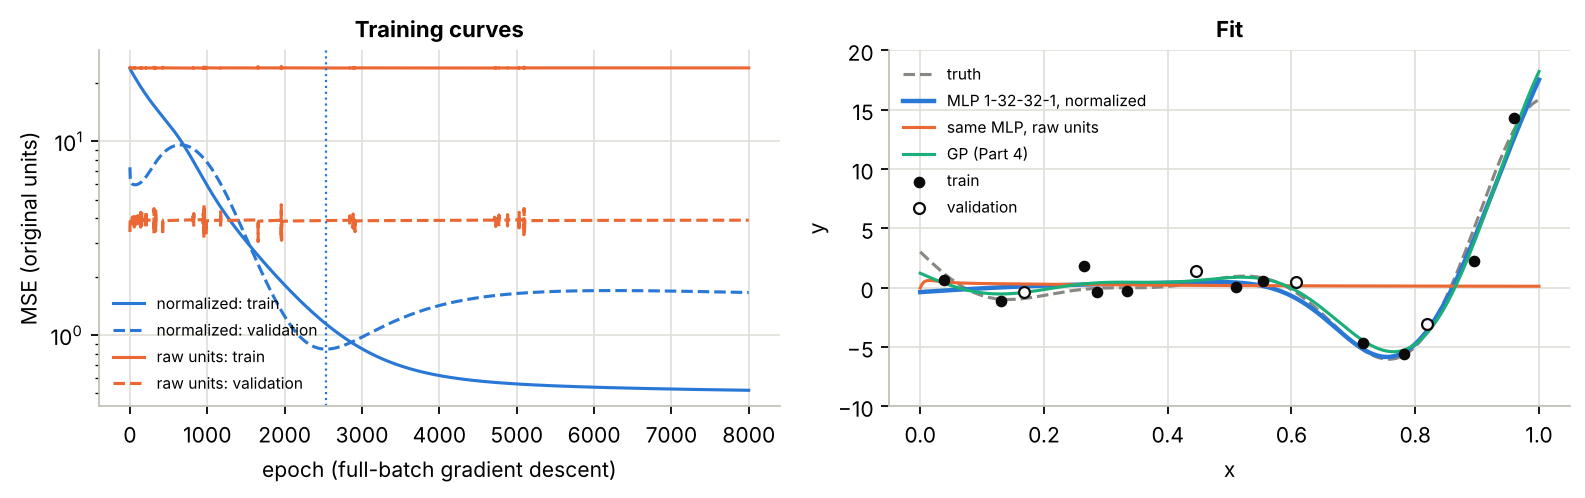 Training curves
MSE (original units)
10¹
10⁰
normalized: train
normalized: validation
raw units: train
raw units: validation
0 1000 2000 3000 4000 5000 6000 7000 8000
epoch (full-batch gradient descent)
Fit
y
20
15
10
5
0
−5
−10
truth
MLP 1-32-32-1, normalized
same MLP, raw units
GP (Part 4)
train
validation
0.0 0.2 0.4 0.6 0.8 1.0
x